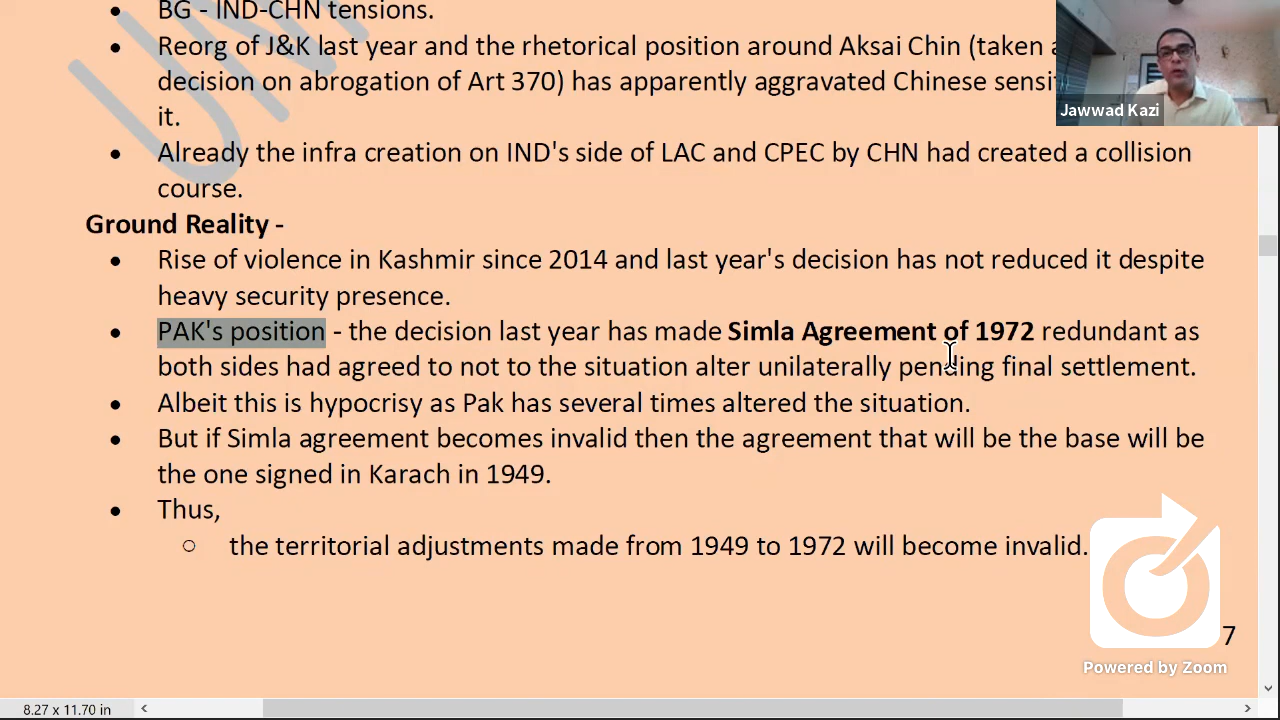 BG - IND-CHN tensions.
Reorg of J&K last year and the rhetorical position around Aksai Chin (taken
decision on abrogation of Art 370) has apparently aggravated Chinese
it.
Jawwad Kazi
Already the infra creation on IND's side of LAC and CPEC by CHN had created a collision
course.
Ground Reality -
Rise of violence in Kashmir since 2014 and last year's decision has not reduced it despite
heavy security presence.
PAK's position - the decision last year has made Simla Agreement of 1972 redundant as
both sides had agreed to not to the situation alter unilaterally pending final settlement.
Albeit this is hypocrisy as Pak has several times altered the situation.
But if Simla agreement becomes invalid then the agreement that will be the base will be
the one signed in Karach in 1949.
Thus,
the territorial adjustments made from 1949 to 1972 will become invalid.
7
Powered by Zoom
8.27 x 11.70 in